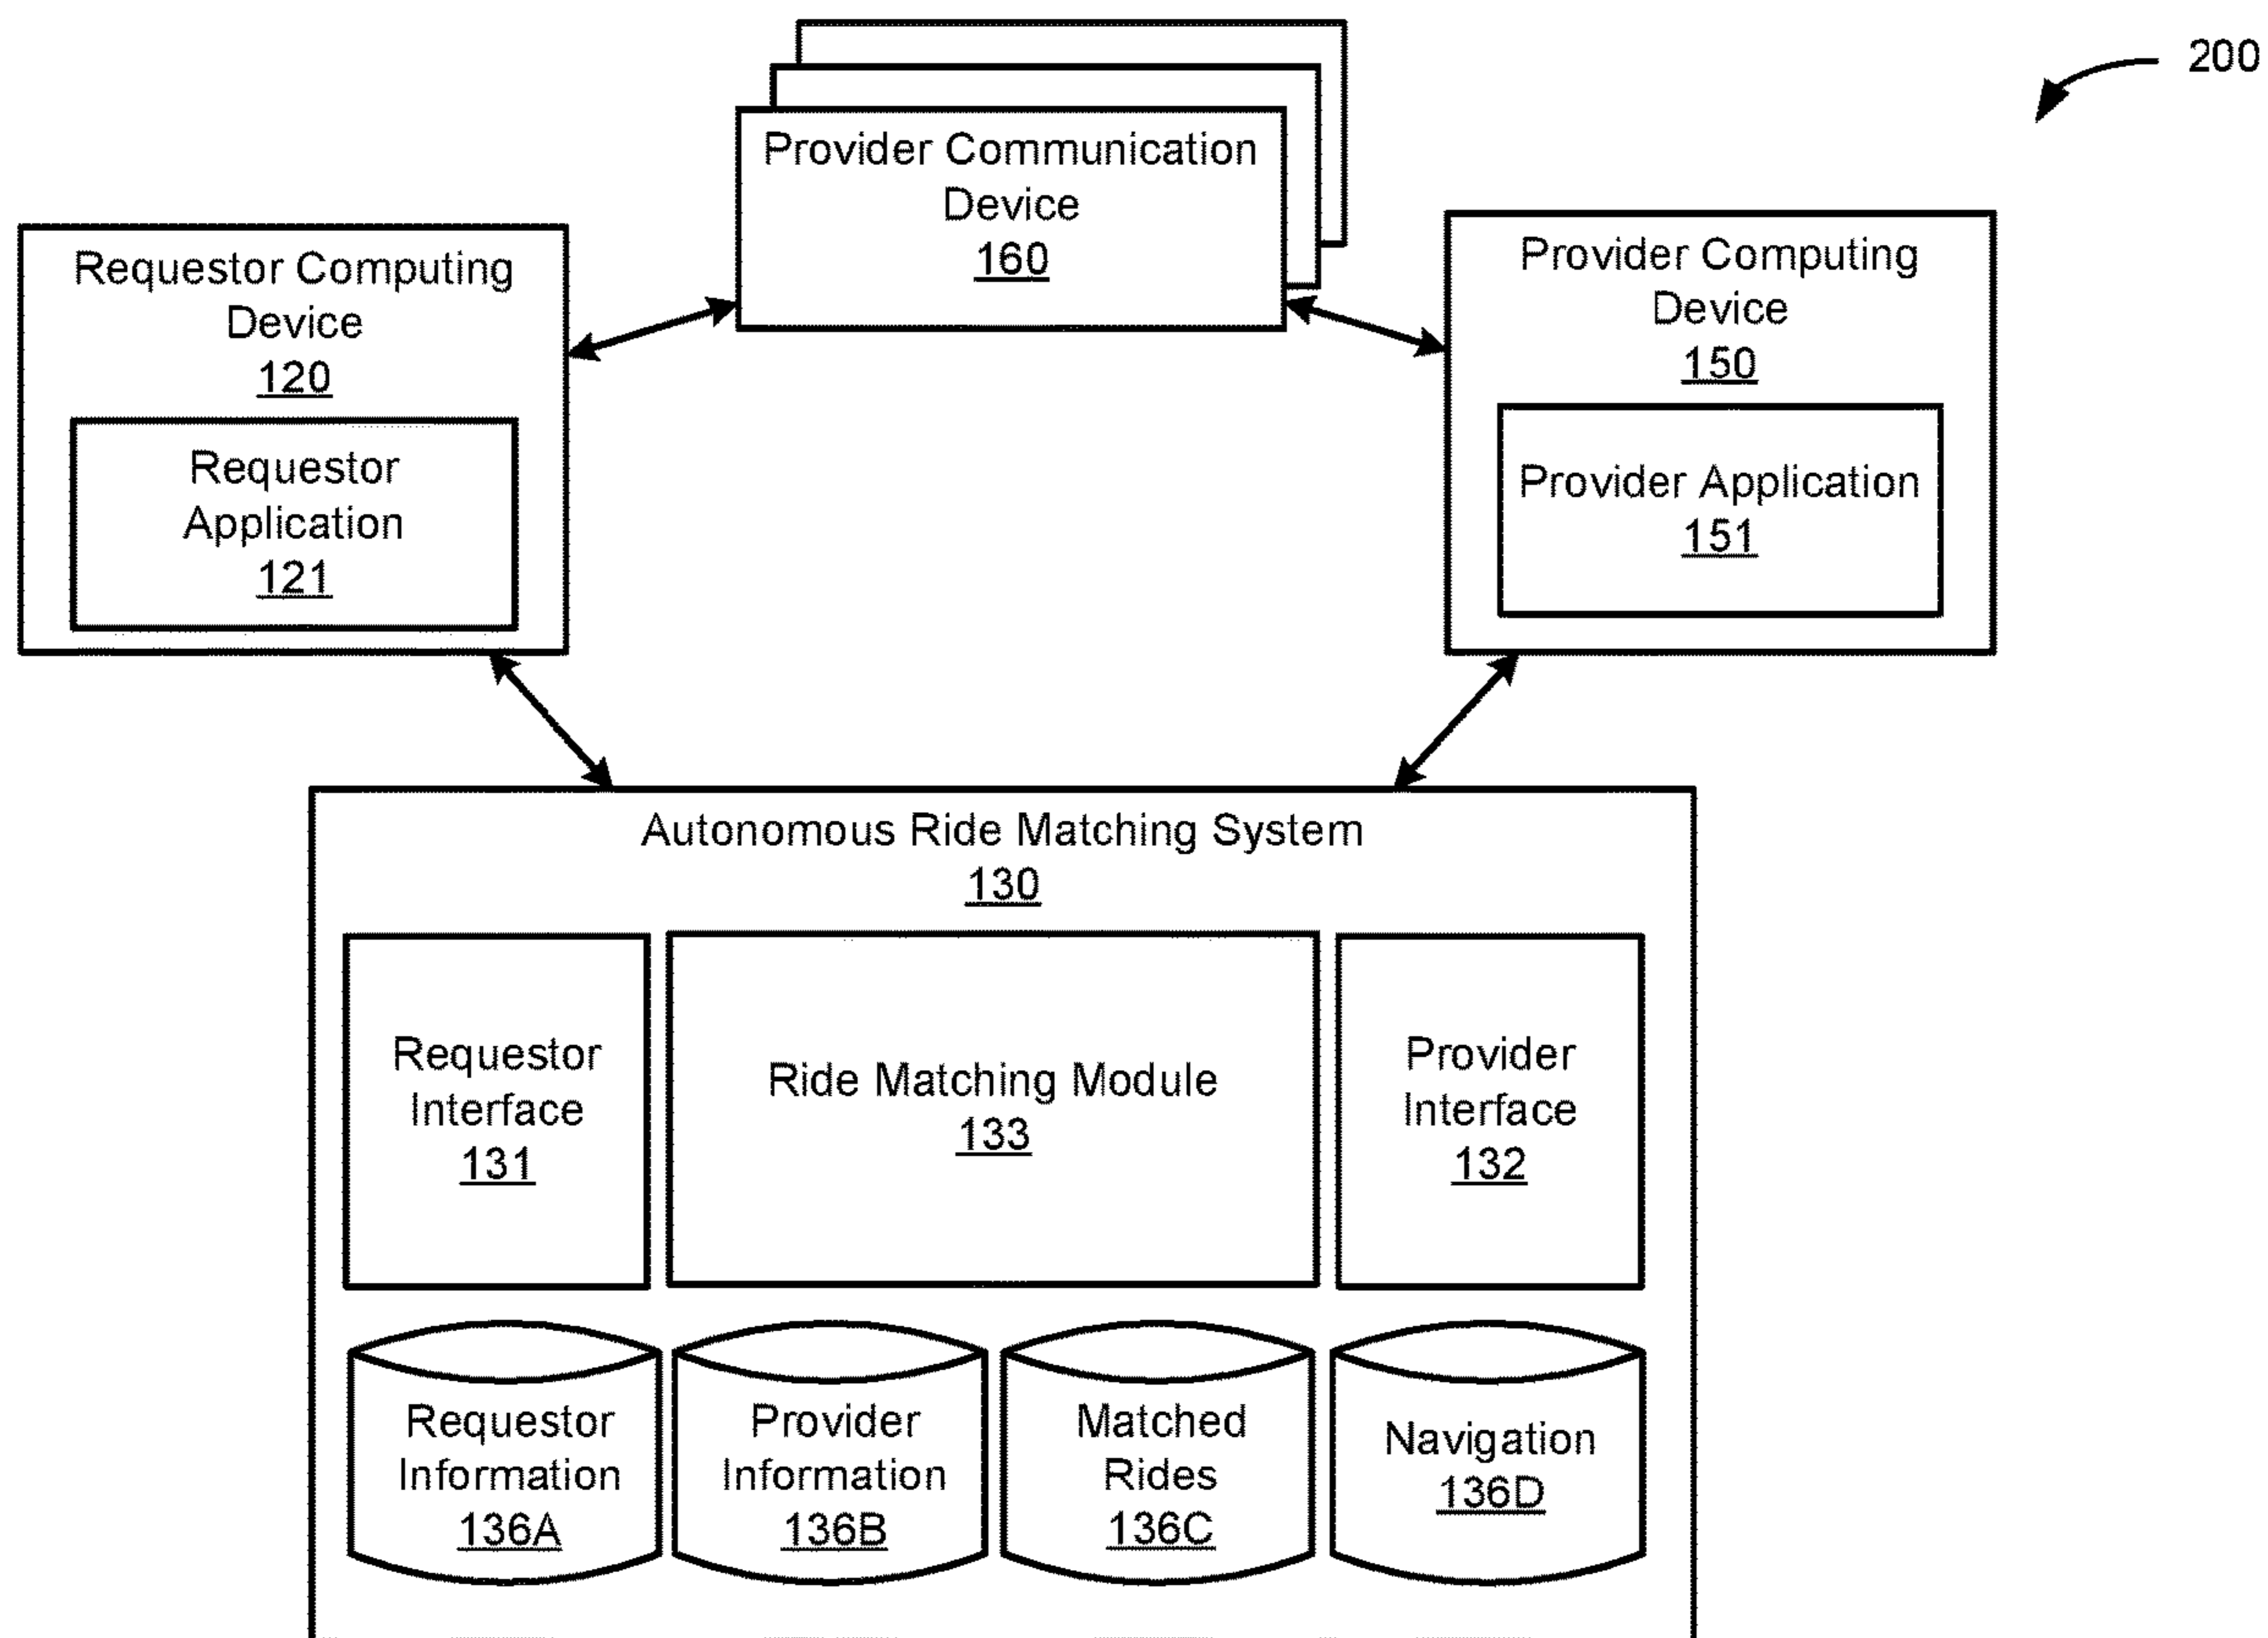 200
Provider Communication
Device
160
Requestor Computing
Device
120
Requestor
Application
121
Provider Computing
Device
150
Provider Application
151
Autonomous Ride Matching System
130
Requestor
Interface
131
Ride Matching Module
133
Provider
Interface
132
Requestor
Information
136A
Provider
Information
136B
Matched
Rides
136C
Navigation
136D